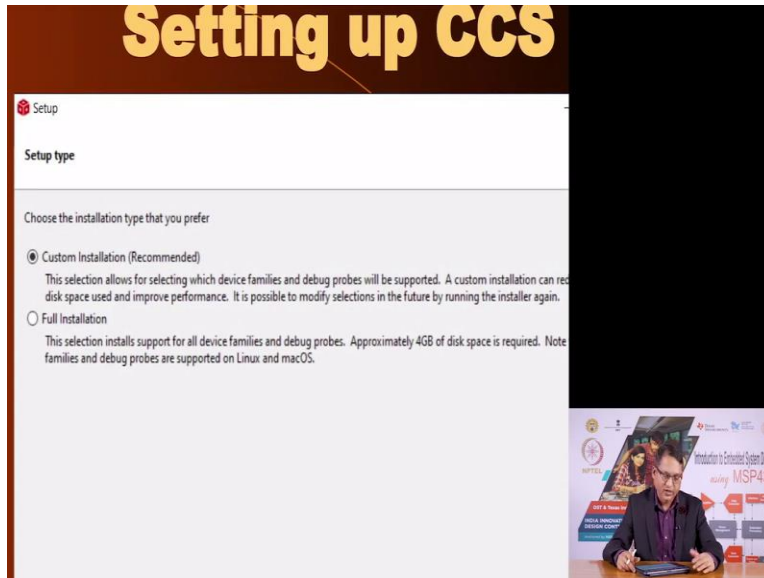 Setting up CCS
Setup
Setup type
Choose the installation type that you prefer
Custom Installation (Recommended)
This selection allows for selecting which device families and debug probes will be supported. A custom installation can red
disk space used and improve performance. It is possible to modify selections in the future by running the installer again.
Full Installation
This selection installs support for all device families and debug probes. Approximately 4GB of disk space is required. Note
families and debug probes are supported on Linux and macOS.
NPTEL
Introduction to Embedded System D
using MSP4
DST & Texas In
INDIA INNOVAT
DESIGN CONT